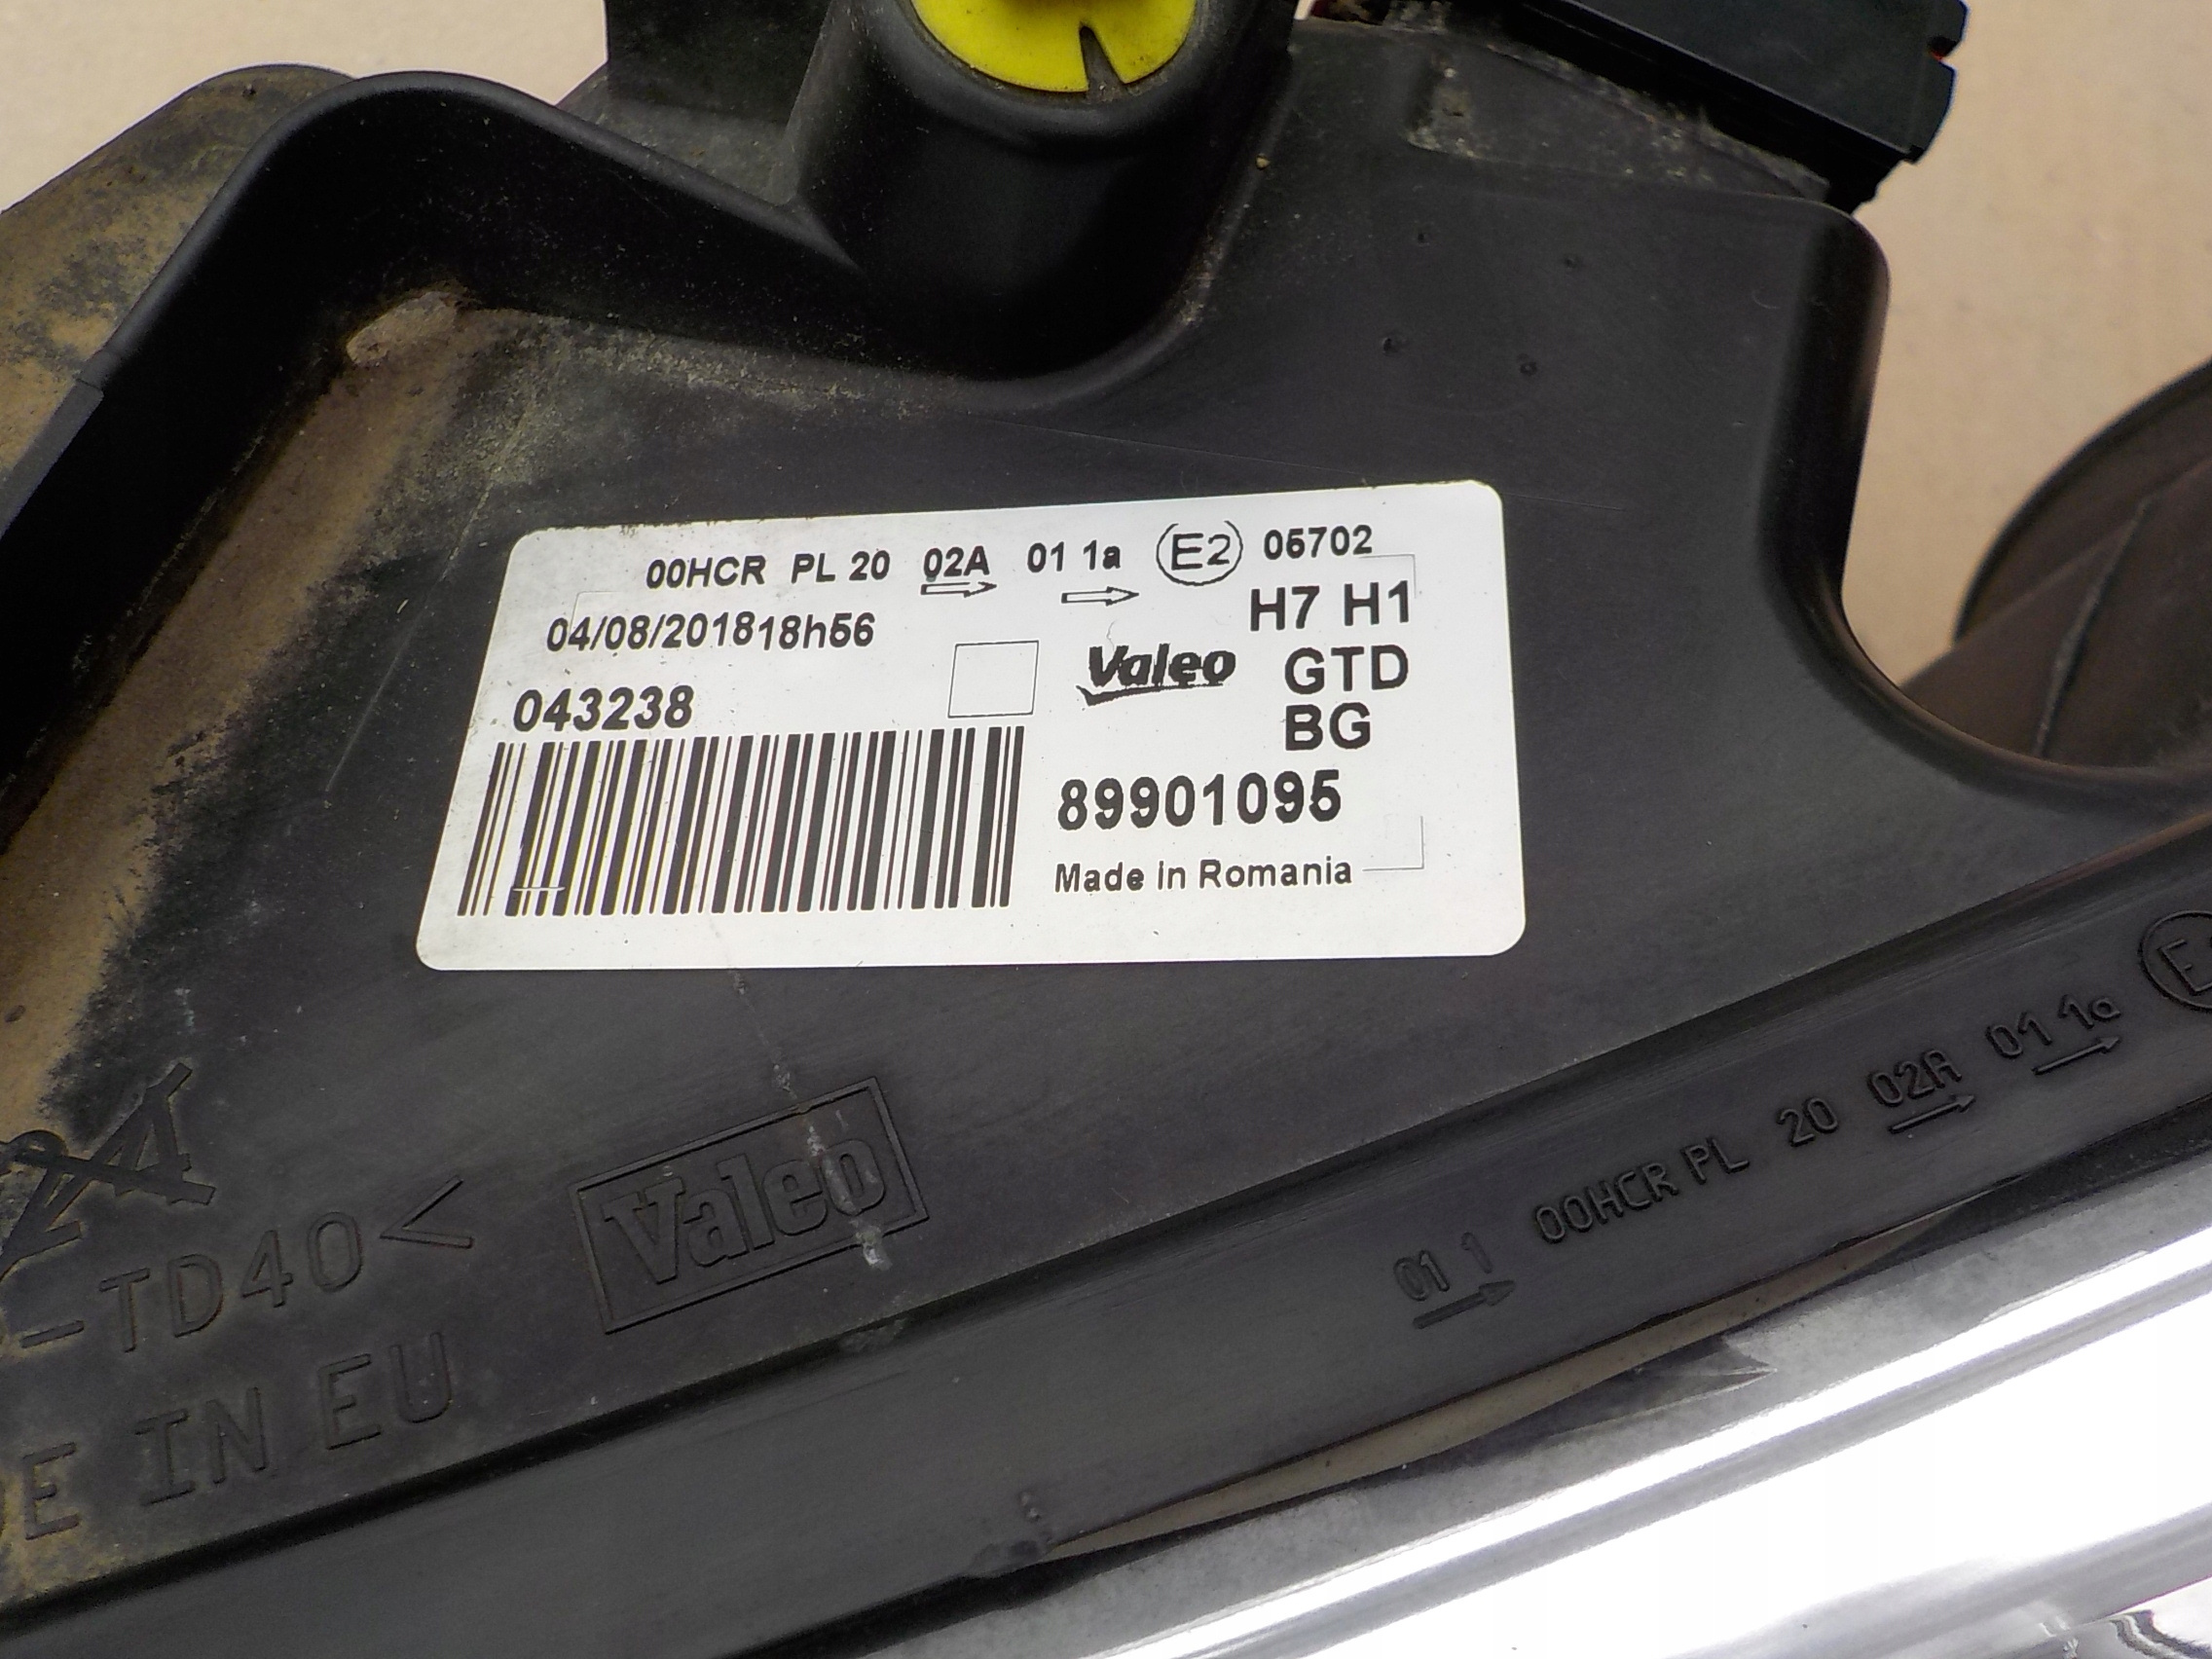 00HCR PL 20 02A 01 1a E2 05702
04/08/201818h56
H7 H1
043238
Valeo
GTD
BG
89901095
Made in Romania
-TD40<
Valeo
E IN EU
01 1 00HCR PL 20 02A 01 1a E